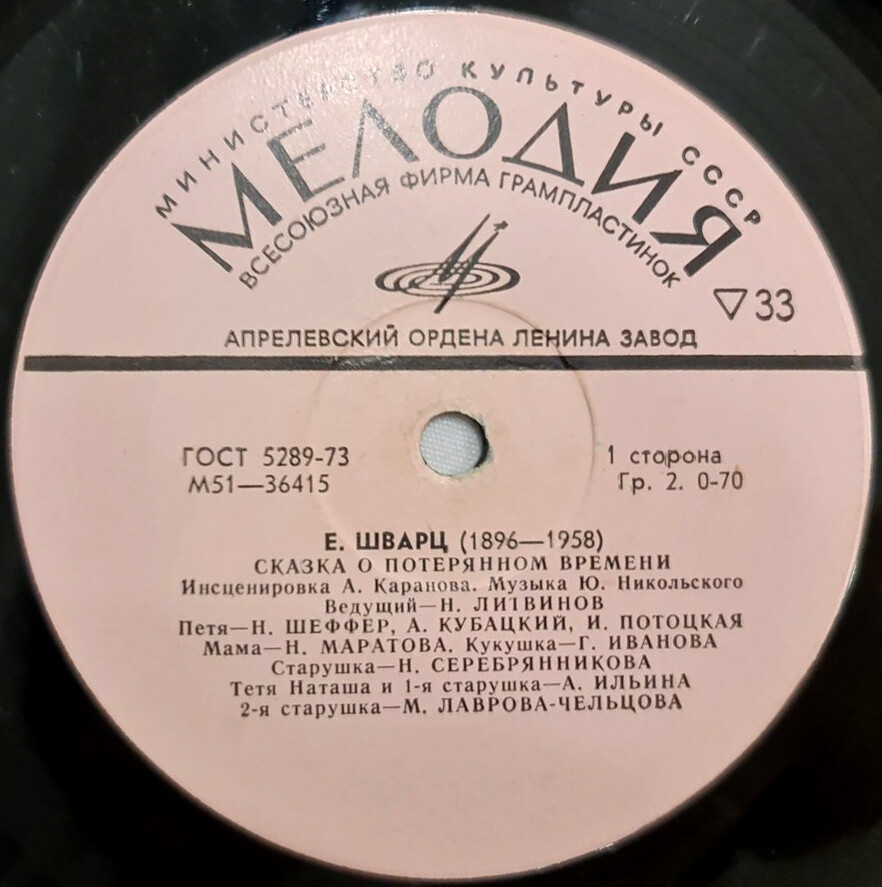 МИНИСТЕРСТВО КУЛЬТУРЫ СССР
МЕЛОДИЯ
ВСЕСОЮЗНАЯ ФИРМА ГРАМПЛАСТИНОК
33
АПРЕЛЕВСКИЙ ОРДЕНА ЛЕНИНА ЗАВОД
ГОСТ 5289-73
М51—36415
1 сторона
Гр. 2. 0-70
Е. ШВАРЦ (1896—1958)
СКАЗКА О ПОТЕРЯННОМ ВРЕМЕНИ
Инсценировка А. Каранова. Музыка Ю. Никольского
Ведущий—Н. ЛИТВИНОВ
Петя—Н. ШЕФФЕР, А. КУБАЦКИЙ, И. ПОТОЦКАЯ
Мама—Н. МАРАТОВА. Кукушка—Г. ИВАНОВА
Старушка—Н. СЕРЕБРЯННИКОВА
Тетя Наташа и 1-я старушка—А. ИЛЬИНА
2-я старушка—М. ЛАВРОВА-ЧЕЛЬЦОВА